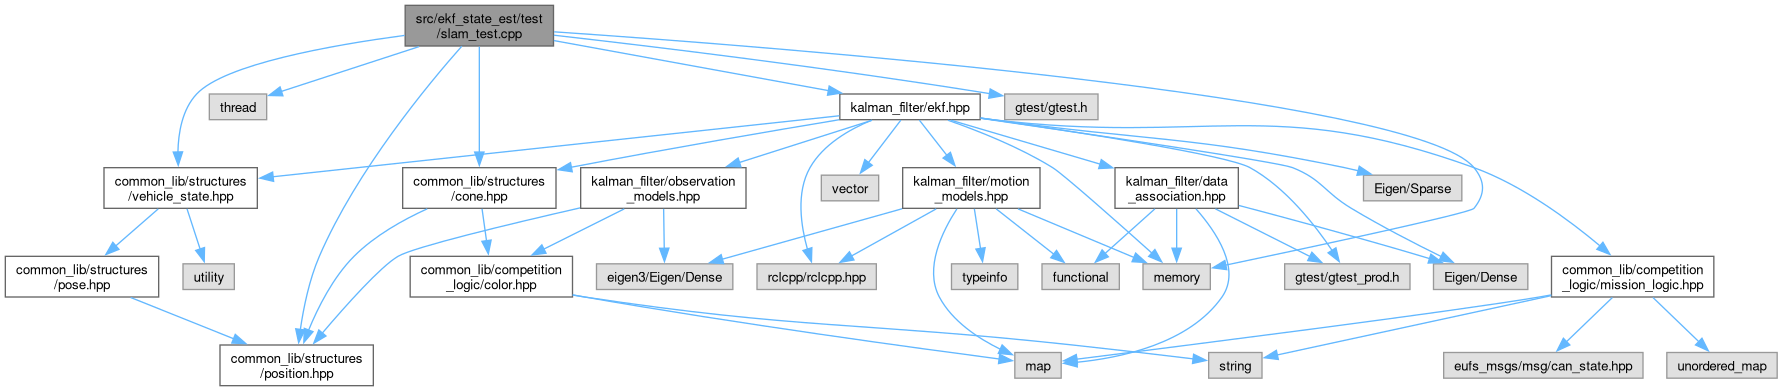 src/ekf_state_est/test
/slam_test.cpp
thread
kalman_filter/ekf.hpp
gtest/gtest.h
common_lib/structures
/vehicle_state.hpp
common_lib/structures
/cone.hpp
kalman_filter/observation
_models.hpp
vector
kalman_filter/motion
_models.hpp
kalman_filter/data
_association.hpp
Eigen/Sparse
common_lib/structures
/pose.hpp
utility
common_lib/competition
_logic/color.hpp
eigen3/Eigen/Dense
rclcpp/rclcpp.hpp
typeinfo
functional
memory
gtest/gtest_prod.h
Eigen/Dense
common_lib/competition
_logic/mission_logic.hpp
common_lib/structures
/position.hpp
map
string
eufs_msgs/msg/can_state.hpp
unordered_map